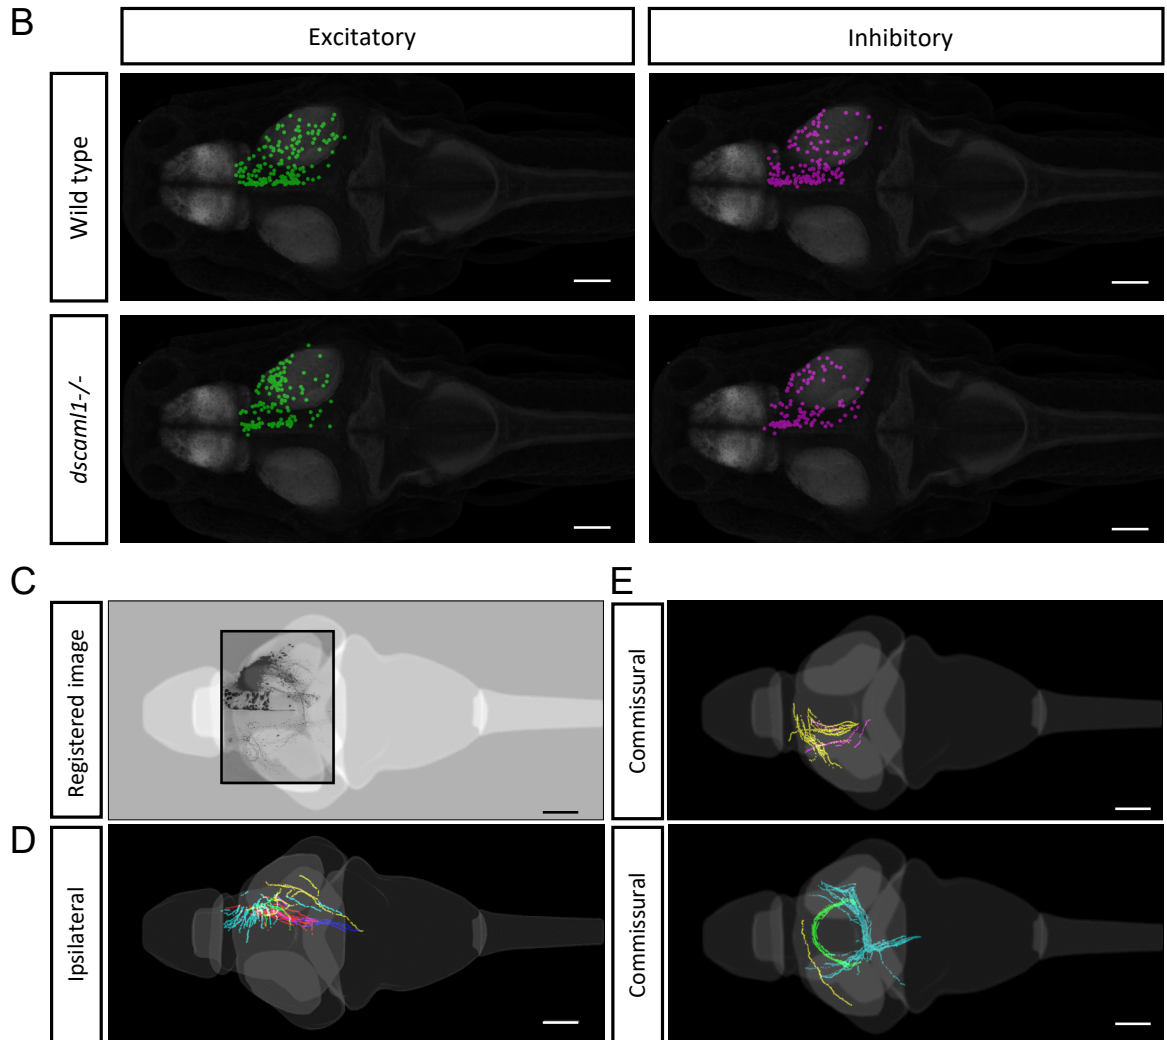 B
Excitatory
Inhibitory
Wild type
dscaml1-/-
C
E
Registered image
Commissural
D
Ipsilateral
Commissural